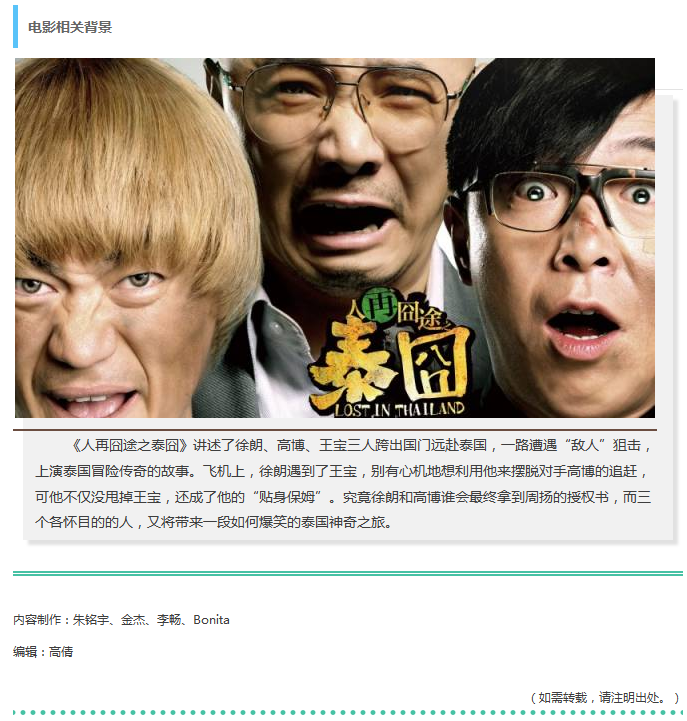 电影相关背景
人再囧途之
泰囧
LOST IN THAILAND
《人再囧途之泰囧》讲述了徐朗、高博、王宝三人跨出国门远赴泰国，一路遭遇“敌人”狙击，
上演泰国冒险传奇的故事。飞机上，徐朗遇到了王宝，别有心机地想利用他来摆脱对手高博的追赶，
可他不仅没甩掉王宝，还成了他的“贴身保姆”。究竟徐朗和高博谁会最终拿到周扬的授权书，而三
个各怀目的的人，又将带来一段如何爆笑的泰国神奇之旅。
内容制作：朱铭宇、金杰、李畅、Bonita
编辑：高倩
（如需转载，请注明出处。）